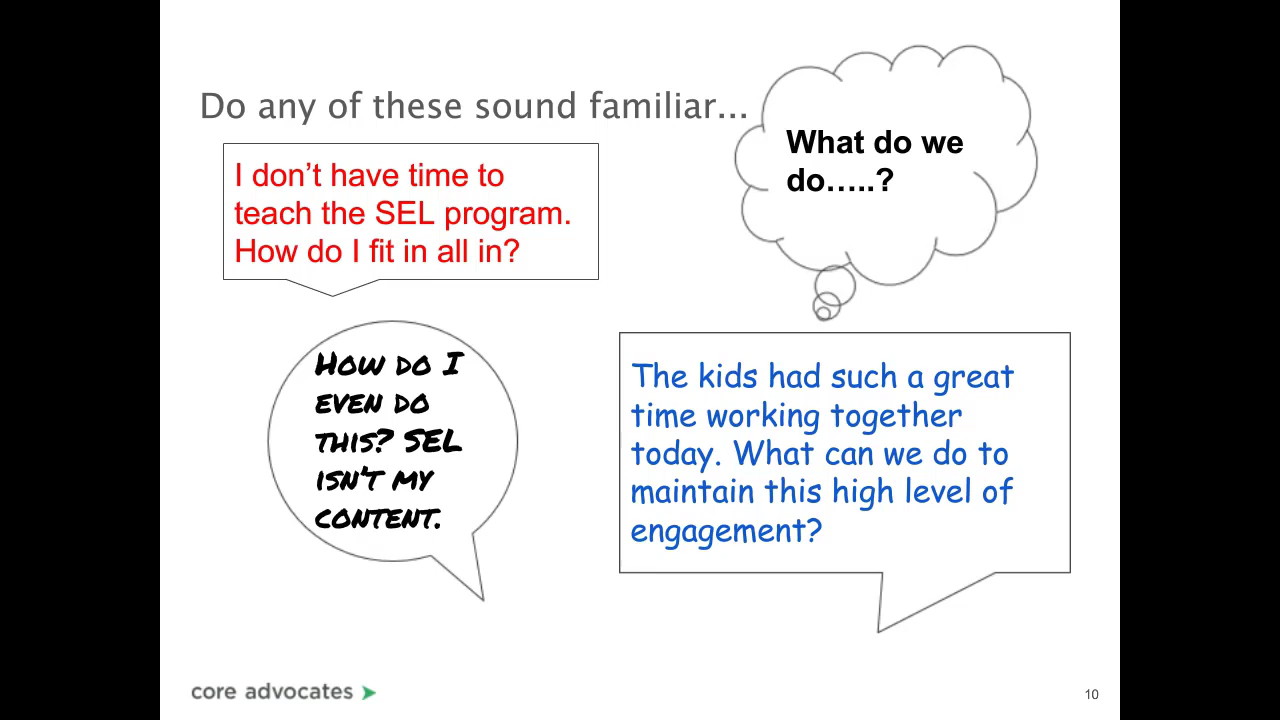 Do any of these sound familiar...
What do we
do.....?
I don't have time to
teach the SEL program.
How do I fit in all in?
How do I
even do
this? SEL
isn't my
content.
The kids had such a great
time working together
today. What can we do to
maintain this high level of
engagement?
core advocates
10